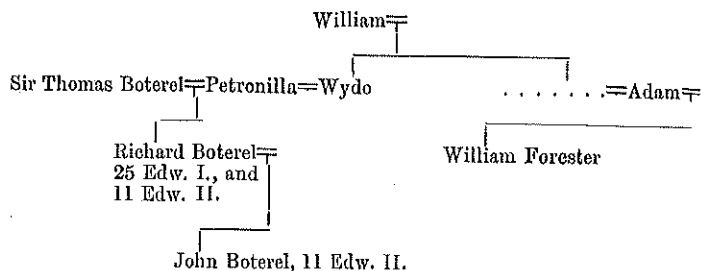 William=
Sir Thomas Boterel=Petronilla=Wydo . . . . . . .=Adam=
Richard Boterel=
25 Edw. I., and
11 Edw. II.
William Forester
John Boterel, 11 Edw. II.